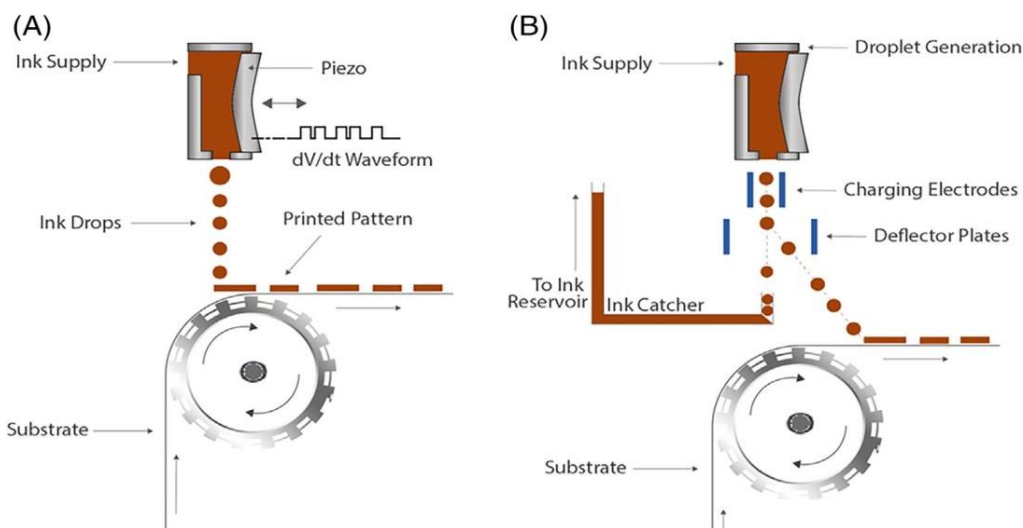 (A)
Ink Supply
Piezo
dV/dt Waveform
Ink Drops
Printed Pattern
Substrate
(B)
Droplet Generation
Ink Supply
Charging Electrodes
Deflector Plates
To Ink
Reservoir
Ink Catcher
Substrate